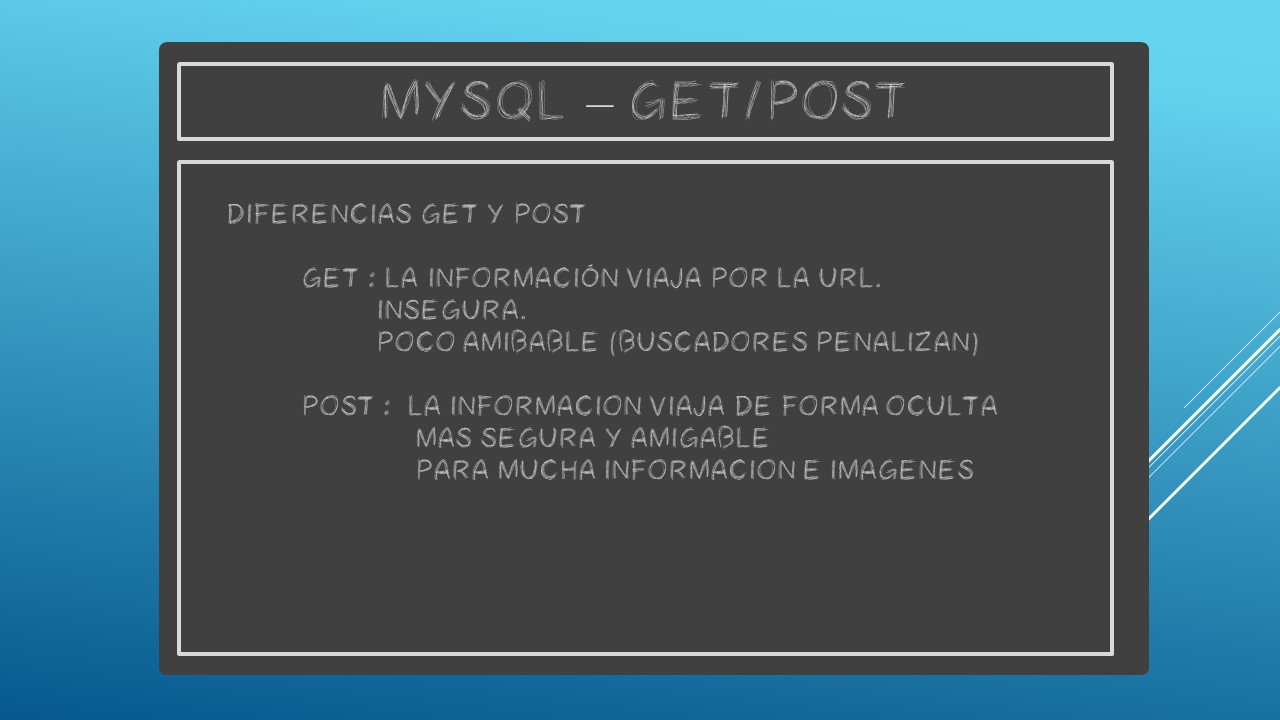 MYSQL – GET/POST
DIFERENCIAS GET Y POST
GET : LA INFORMACIÓN VIAJA POR LA URL.
INSEGURA.
POCO AMIBABLE (BUSCADORES PENALIZAN)
POST : LA INFORMACION VIAJA DE FORMA OCULTA
MAS SEGURA Y AMIGABLE
PARA MUCHA INFORMACION E IMAGENES